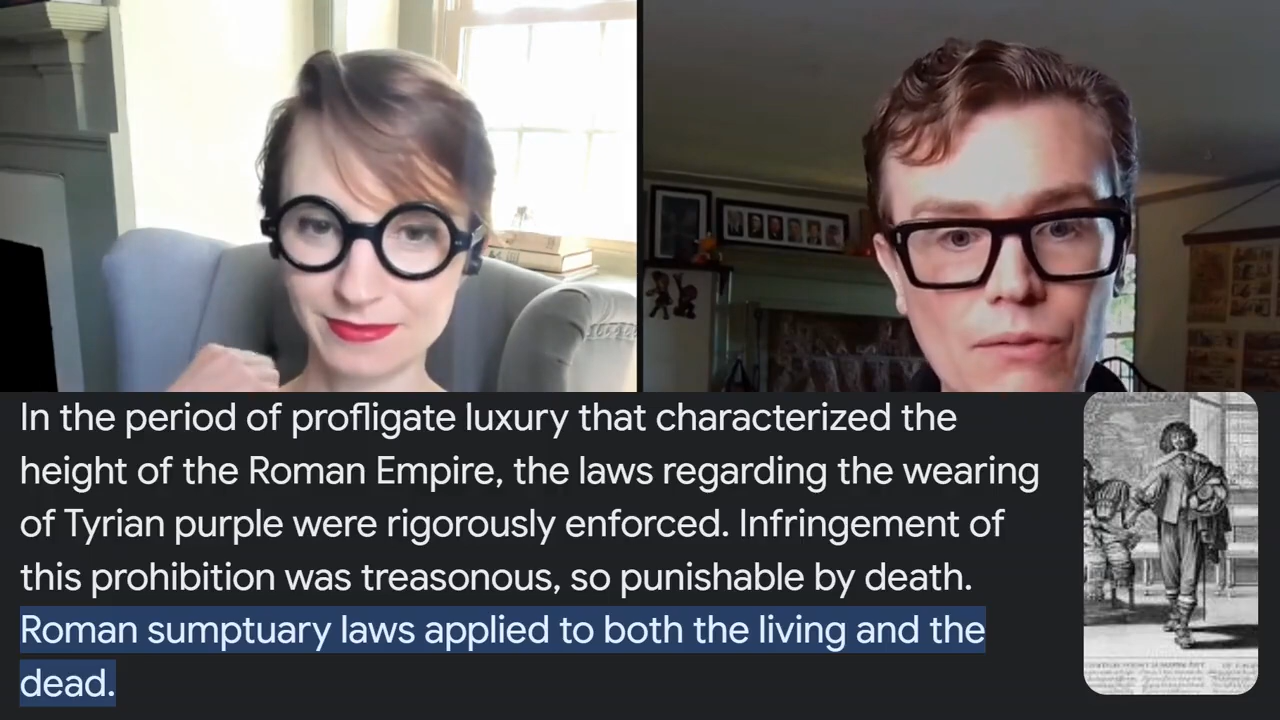 In the period of profligate luxury that characterized the
height of the Roman Empire, the laws regarding the wearing
of Tyrian purple were rigorously enforced. Infringement of
this prohibition was treasonous, so punishable by death.
Roman sumptuary laws applied to both the living and the
dead.